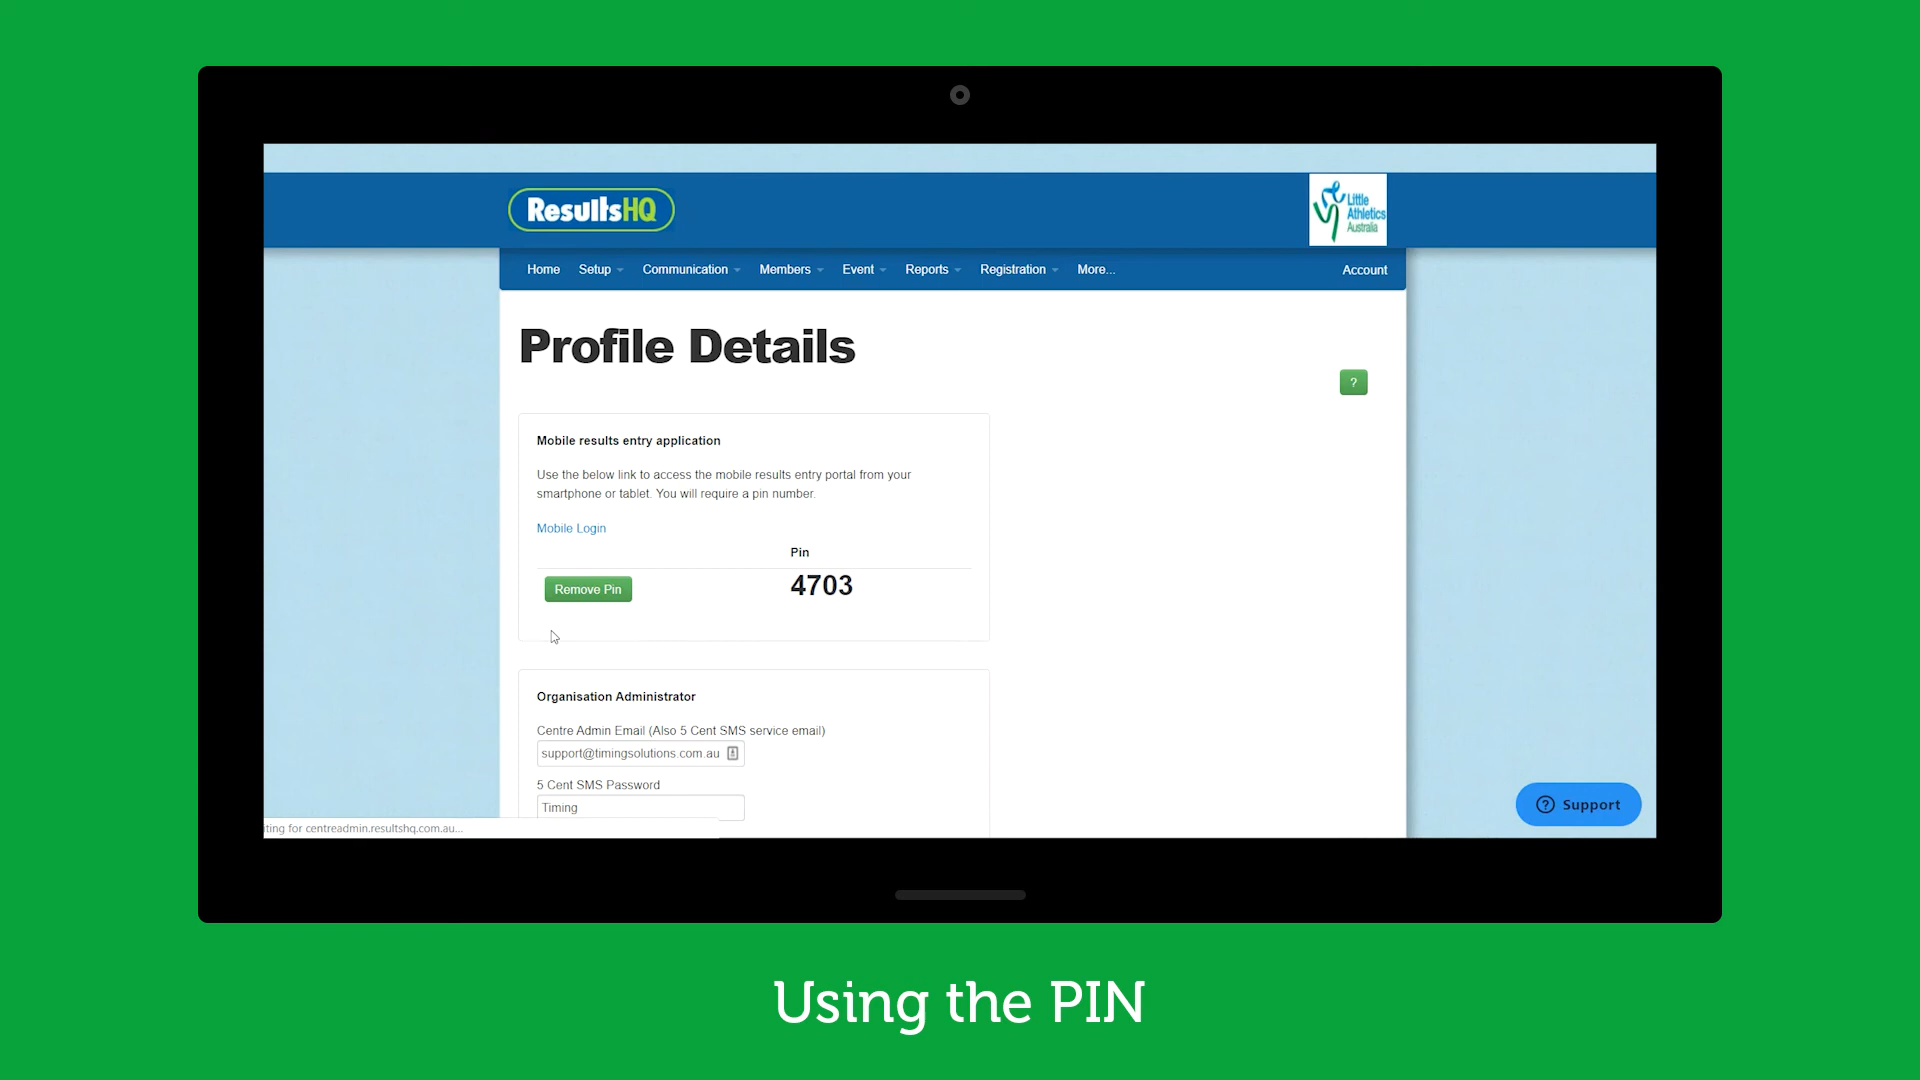 ResultsHQ
Little
Athletics
Australia
Home Setup Communication Members Event Reports Registration More... Account
Profile Details
?
Mobile results entry application
Use the below link to access the mobile results entry portal from your
smartphone or tablet. You will require a pin number.
Mobile Login
Pin
Remove Pin 4703
Organisation Administrator
Centre Admin Email (Also 5 Cent SMS service email)
support@timingsolutions.com.au
5 Cent SMS Password
Timing
? Support
iting for centreadmin.resultshq.com.au...
Using the PIN